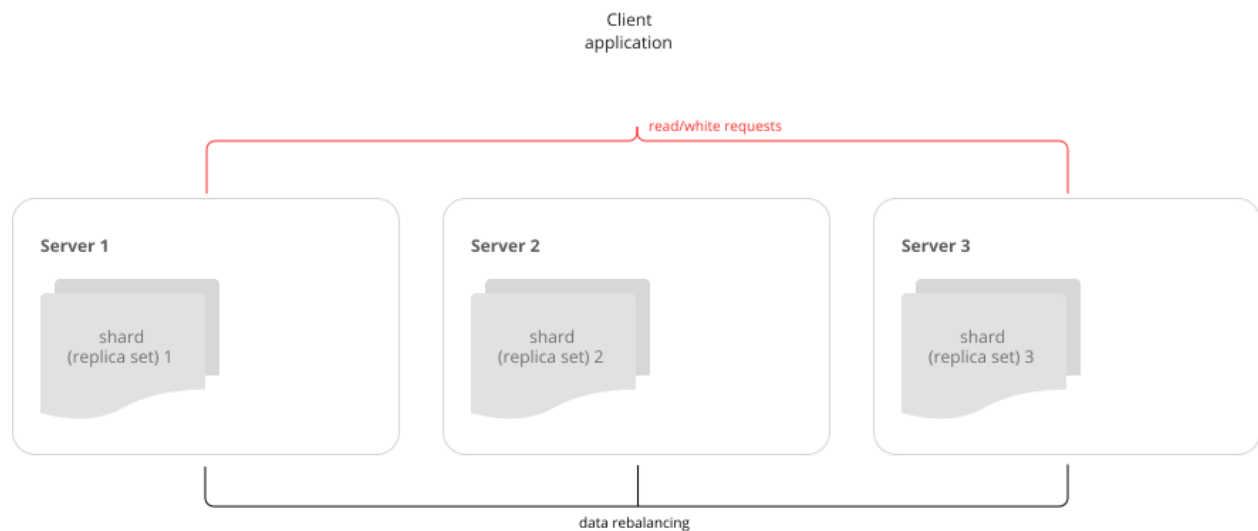 Client
application
read/white requests
Server 1
shard
(replica set) 1
Server 2
shard
(replica set) 2
Server 3
shard
(replica set) 3
data rebalancing